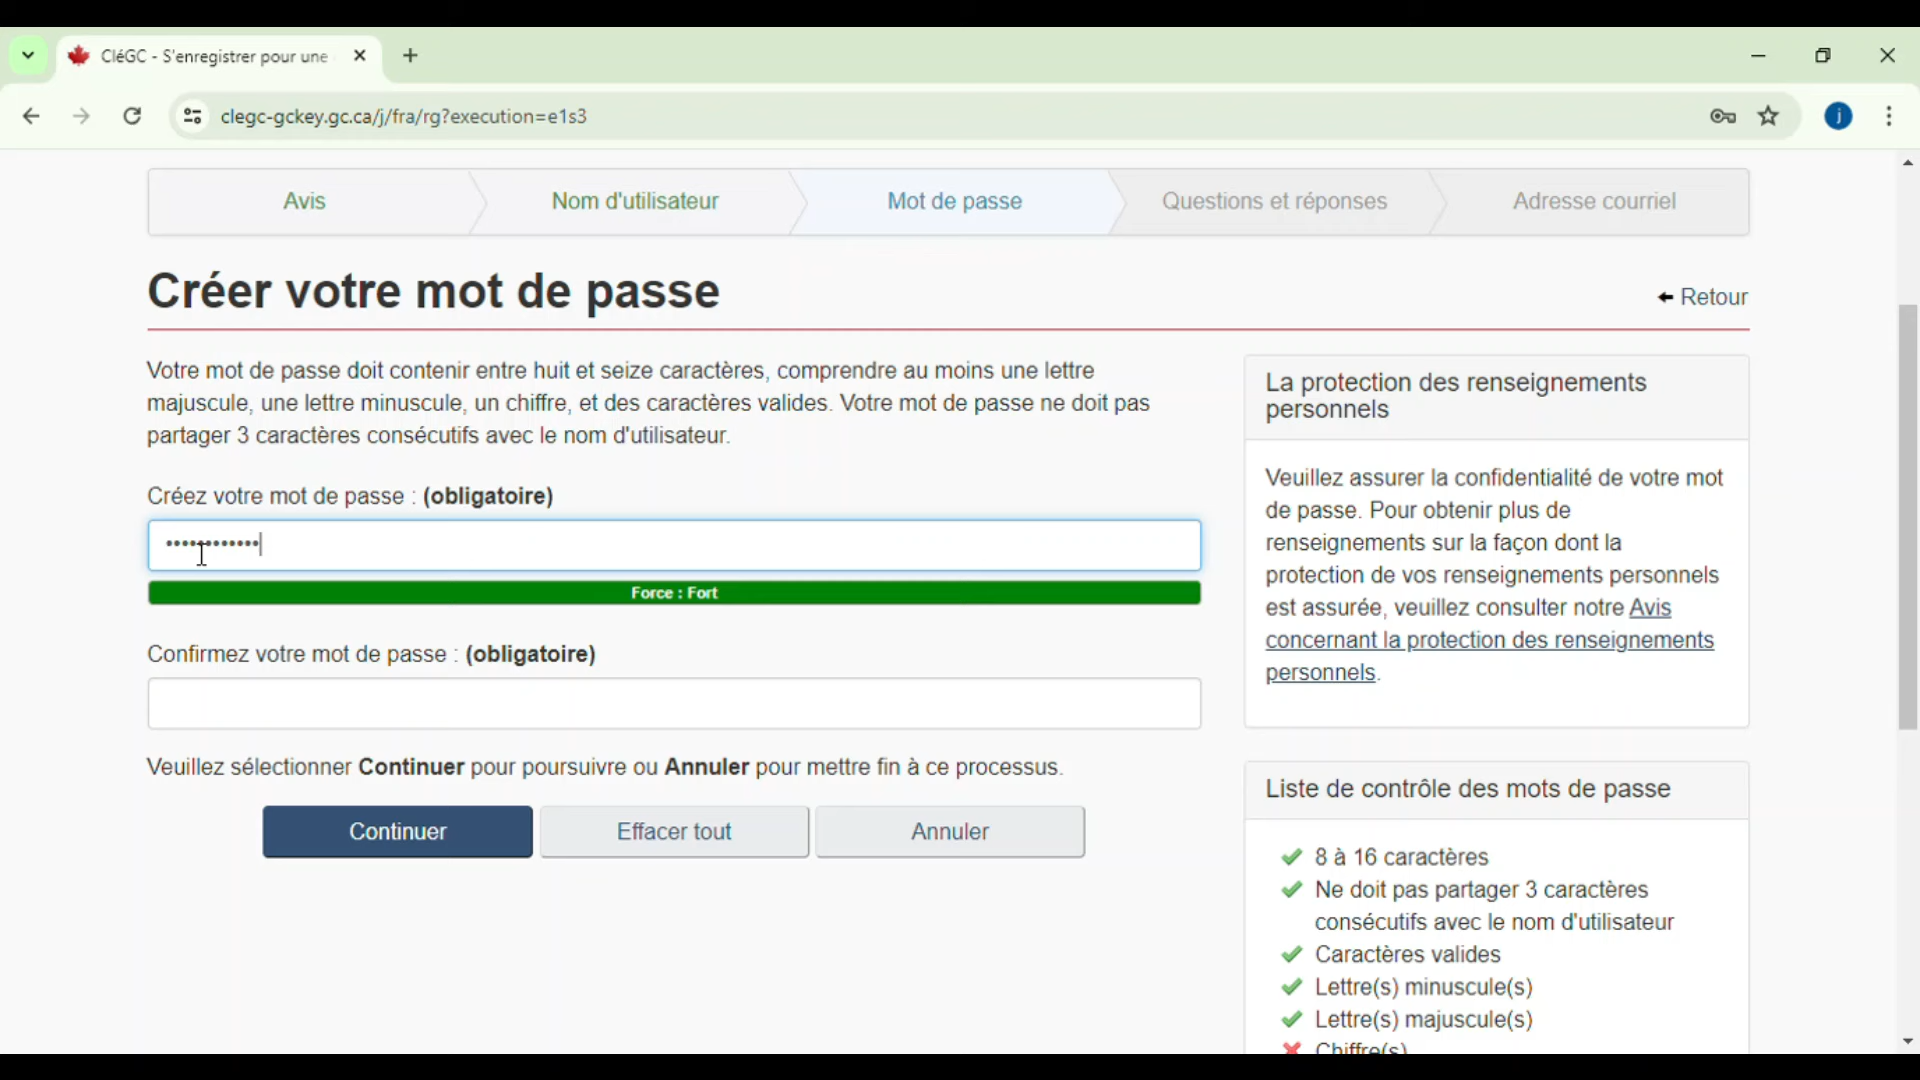 CléGC - S'enregistrer pour une
clegc-gckey.gc.ca/j/fra/rg?execution=e1s3
j
Avis
Nom d'utilisateur
Mot de passe
Questions et réponses
Adresse courriel
Créer votre mot de passe
Retour
Votre mot de passe doit contenir entre huit et seize caractères, comprendre au moins une lettre
majuscule, une lettre minuscule, un chiffre, et des caractères valides. Votre mot de passe ne doit pas
partager 3 caractères consécutifs avec le nom d'utilisateur.
Créez votre mot de passe : (obligatoire)
••••••••••••
Force : Fort
Confirmez votre mot de passe : (obligatoire)
Veuillez sélectionner Continuer pour poursuivre ou Annuler pour mettre fin à ce processus.
Continuer
Effacer tout
Annuler
La protection des renseignements
personnels
Veuillez assurer la confidentialité de votre mot
de passe. Pour obtenir plus de
renseignements sur la façon dont la
protection de vos renseignements personnels
est assurée, veuillez consulter notre Avis
concernant la protection des renseignements
personnels.
Liste de contrôle des mots de passe
8 à 16 caractères
Ne doit pas partager 3 caractères
consécutifs avec le nom d'utilisateur
Caractères valides
Lettre(s) minuscule(s)
Lettre(s) majuscule(s)
Chiffre(s)